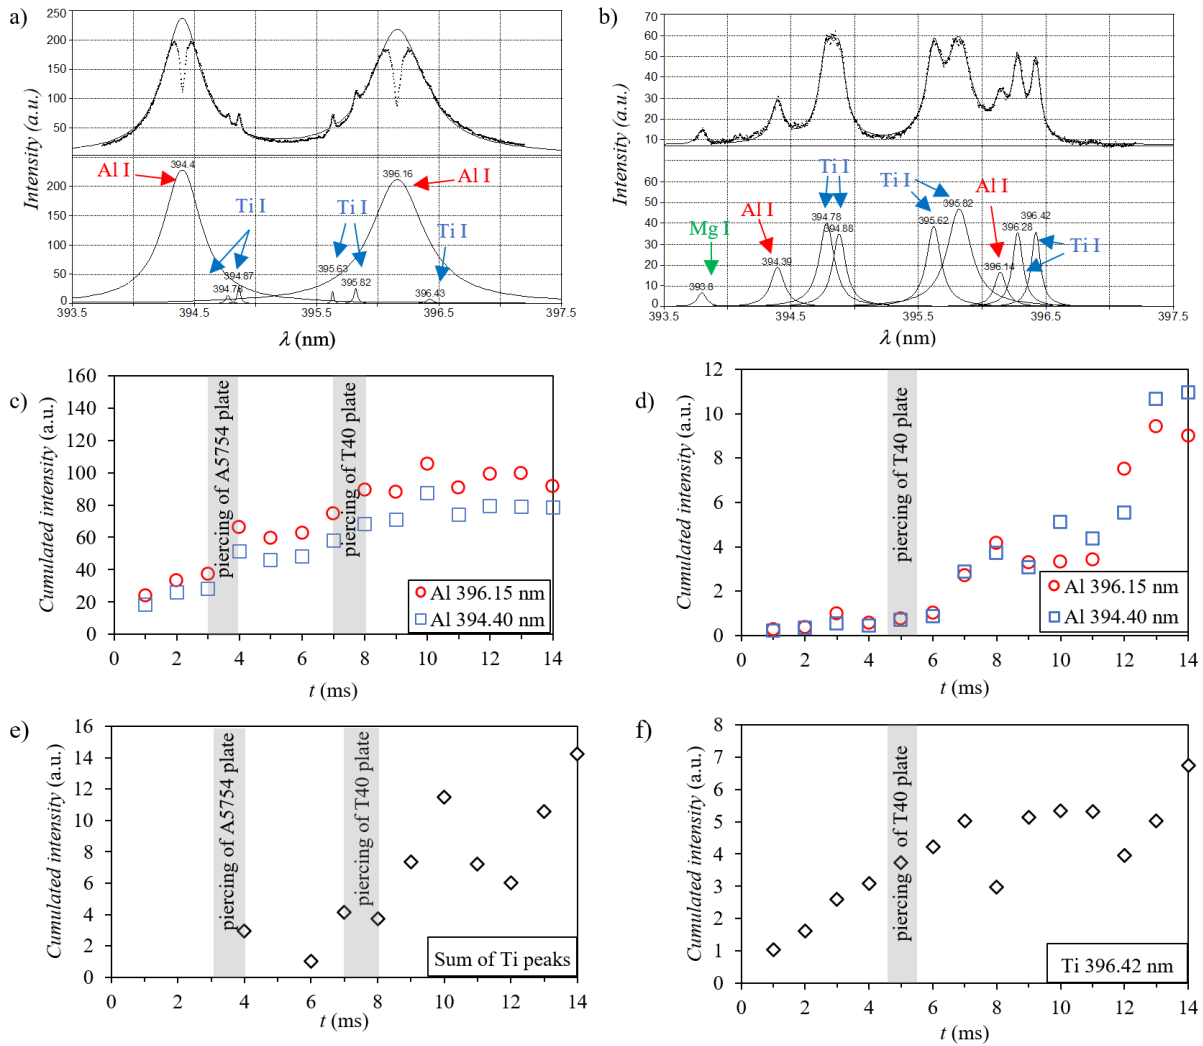 a)
Intensity (a.u.)
250
200
150
100
50
Al I
394.4
396.16
Al I
Ti I
Ti I
Ti I
394.87
394.78
395.63
395.82
396.43
200
150
100
50
0
393.5 394.5 395.5 396.5 397.5
λ (nm)
b)
Intensity (a.u.)
70
60
50
40
30
20
10
Mg I
Al I
Ti I
Ti I
Al I
Ti I
393.8
394.39
394.78
394.88
395.62
395.82
396.14
396.28
396.42
60
50
40
30
20
10
0
393.5 394.5 395.5 396.5 397.5
λ (nm)
c)
Cumulated intensity (a.u.)
160
140
120
100
80
60
40
20
0
piercing of A5754 plate
piercing of T40 plate
Al 396.15 nm
Al 394.40 nm
0 2 4 6 8 10 12 14
t (ms)
d)
Cumulated intensity (a.u.)
12
10
8
6
4
2
0
piercing of T40 plate
Al 396.15 nm
Al 394.40 nm
0 2 4 6 8 10 12 14
t (ms)
e)
Cumulated intensity (a.u.)
16
14
12
10
8
6
4
2
0
piercing of A5754 plate
piercing of T40 plate
Sum of Ti peaks
0 2 4 6 8 10 12 14
t (ms)
f)
Cumulated intensity (a.u.)
8
7
6
5
4
3
2
1
0
piercing of T40 plate
Ti 396.42 nm
0 2 4 6 8 10 12 14
t (ms)